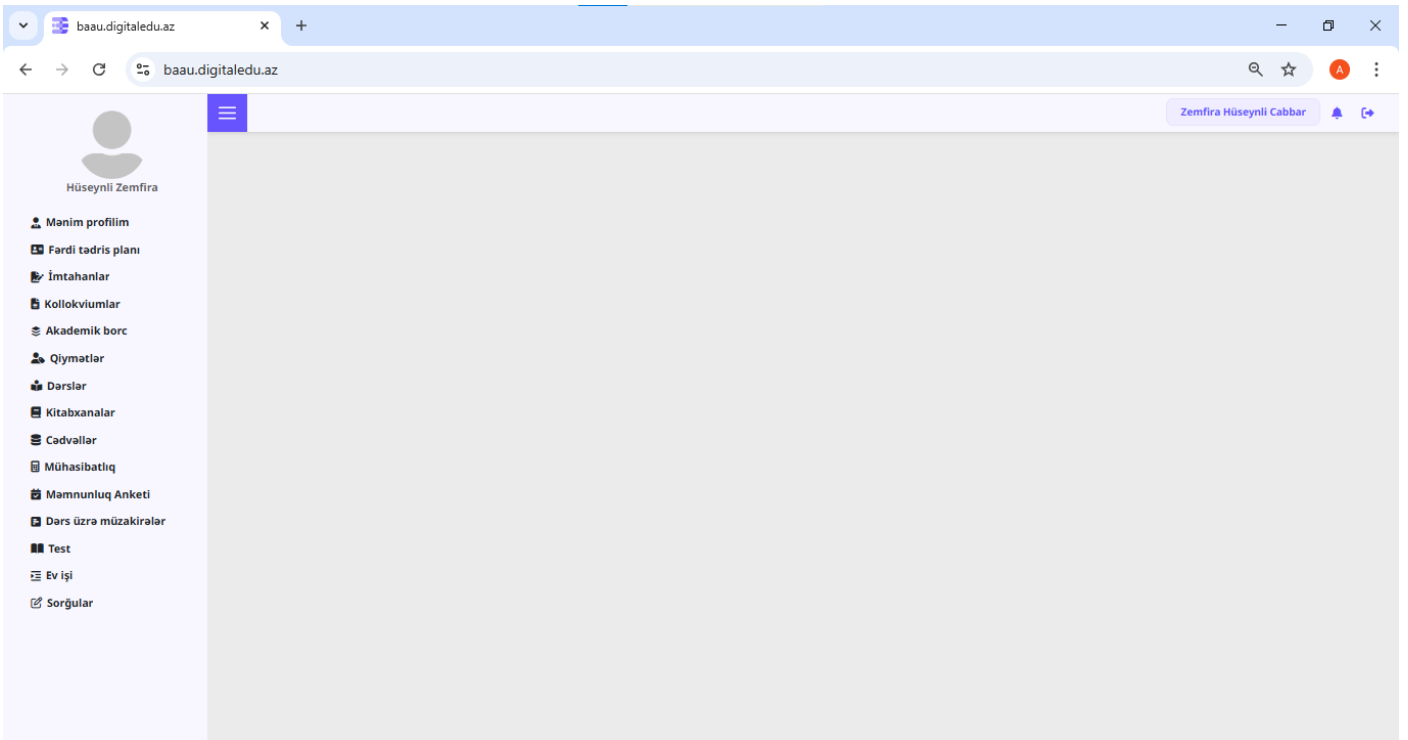 baau.digitaledu.az
baau.digitaledu.az
A
Zemfira Hüseynli Cabbar
Hüseynli Zemfira
Mənim profilim
Fərdi tədris planı
İmtahanlar
Kollokviumlar
Akademik borc
Qiymətlər
Dərslər
Kitabxanalar
Cədvəllər
Mühasibatlıq
Məmnunluq Anketi
Dərs üzrə müzakirələr
Test
Ev işi
Sorğular